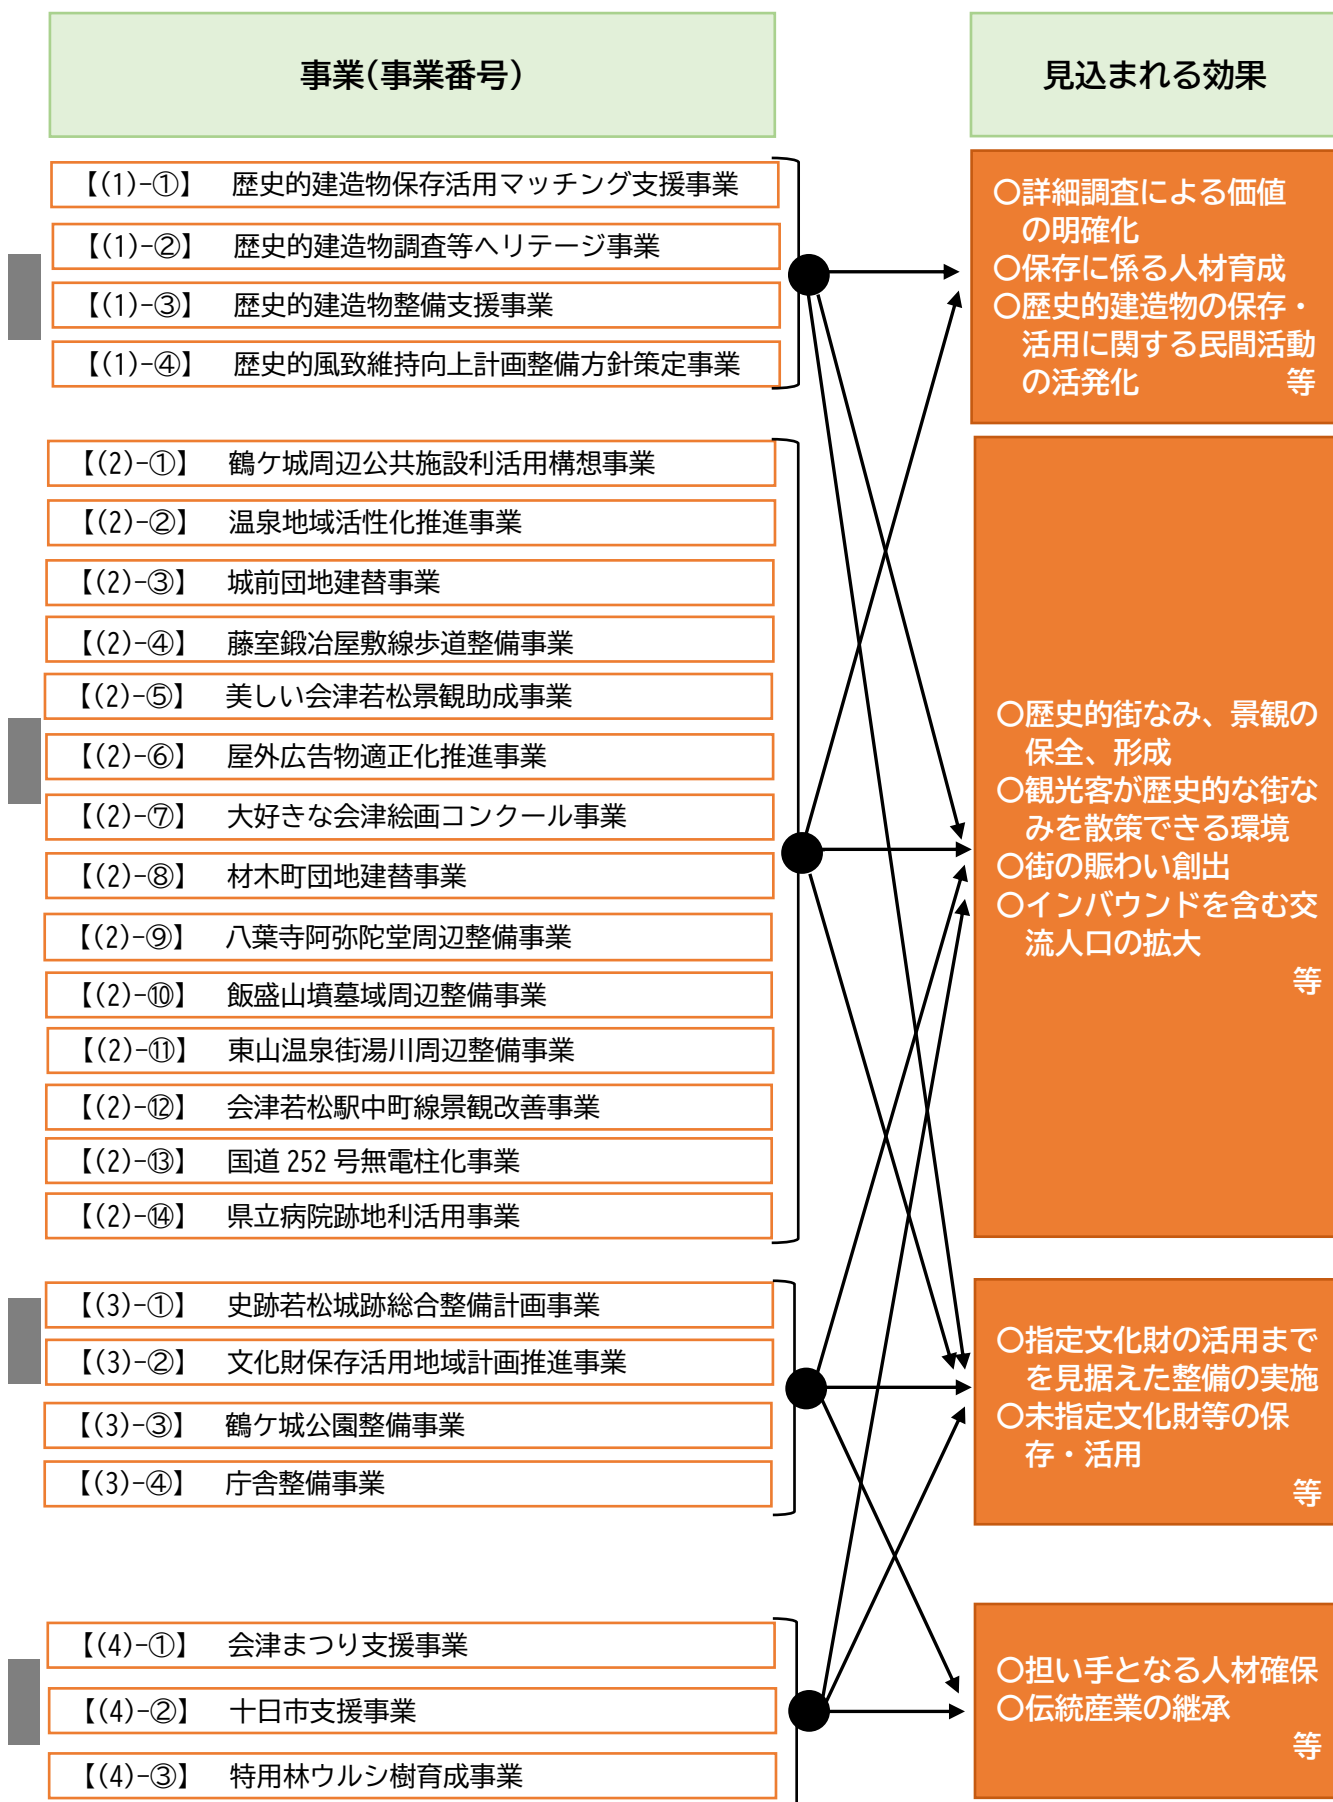 事業(事業番号)
見込まれる効果
【(1)-①】 歴史的建造物保存活用マッチング支援事業
【(1)-②】 歴史的建造物調査等ヘリテージ事業
【(1)-③】 歴史的建造物整備支援事業
【(1)-④】 歴史的風致維持向上計画整備方針策定事業
〇詳細調査による価値
の明確化
〇保存に係る人材育成
〇歴史的建造物の保存・
活用に関する民間活動
の活発化 等
【(2)-①】 鶴ケ城周辺公共施設利活用構想事業
【(2)-②】 温泉地域活性化推進事業
【(2)-③】 城前団地建替事業
【(2)-④】 藤室鍛冶屋敷線歩道整備事業
【(2)-⑤】 美しい会津若松景観助成事業
【(2)-⑥】 屋外広告物適正化推進事業
【(2)-⑦】 大好きな会津絵画コンクール事業
【(2)-⑧】 材木町団地建替事業
【(2)-⑨】 八葉寺阿弥陀堂周辺整備事業
【(2)-⑩】 飯盛山墳墓域周辺整備事業
【(2)-⑪】 東山温泉街湯川周辺整備事業
【(2)-⑫】 会津若松駅中町線景観改善事業
【(2)-⑬】 国道 252 号無電柱化事業
【(2)-⑭】 県立病院跡地利活用事業
〇歴史的街なみ、景観の
保全、形成
〇観光客が歴史的な街な
みを散策できる環境
〇街の賑わい創出
〇インバウンドを含む交
流人口の拡大
等
【(3)-①】 史跡若松城跡総合整備計画事業
【(3)-②】 文化財保存活用地域計画推進事業
【(3)-③】 鶴ケ城公園整備事業
【(3)-④】 庁舎整備事業
〇指定文化財の活用まで
を見据えた整備の実施
〇未指定文化財等の保
存・活用
等
【(4)-①】 会津まつり支援事業
【(4)-②】 十日市支援事業
【(4)-③】 特用林ウルシ樹育成事業
〇担い手となる人材確保
〇伝統産業の継承
等